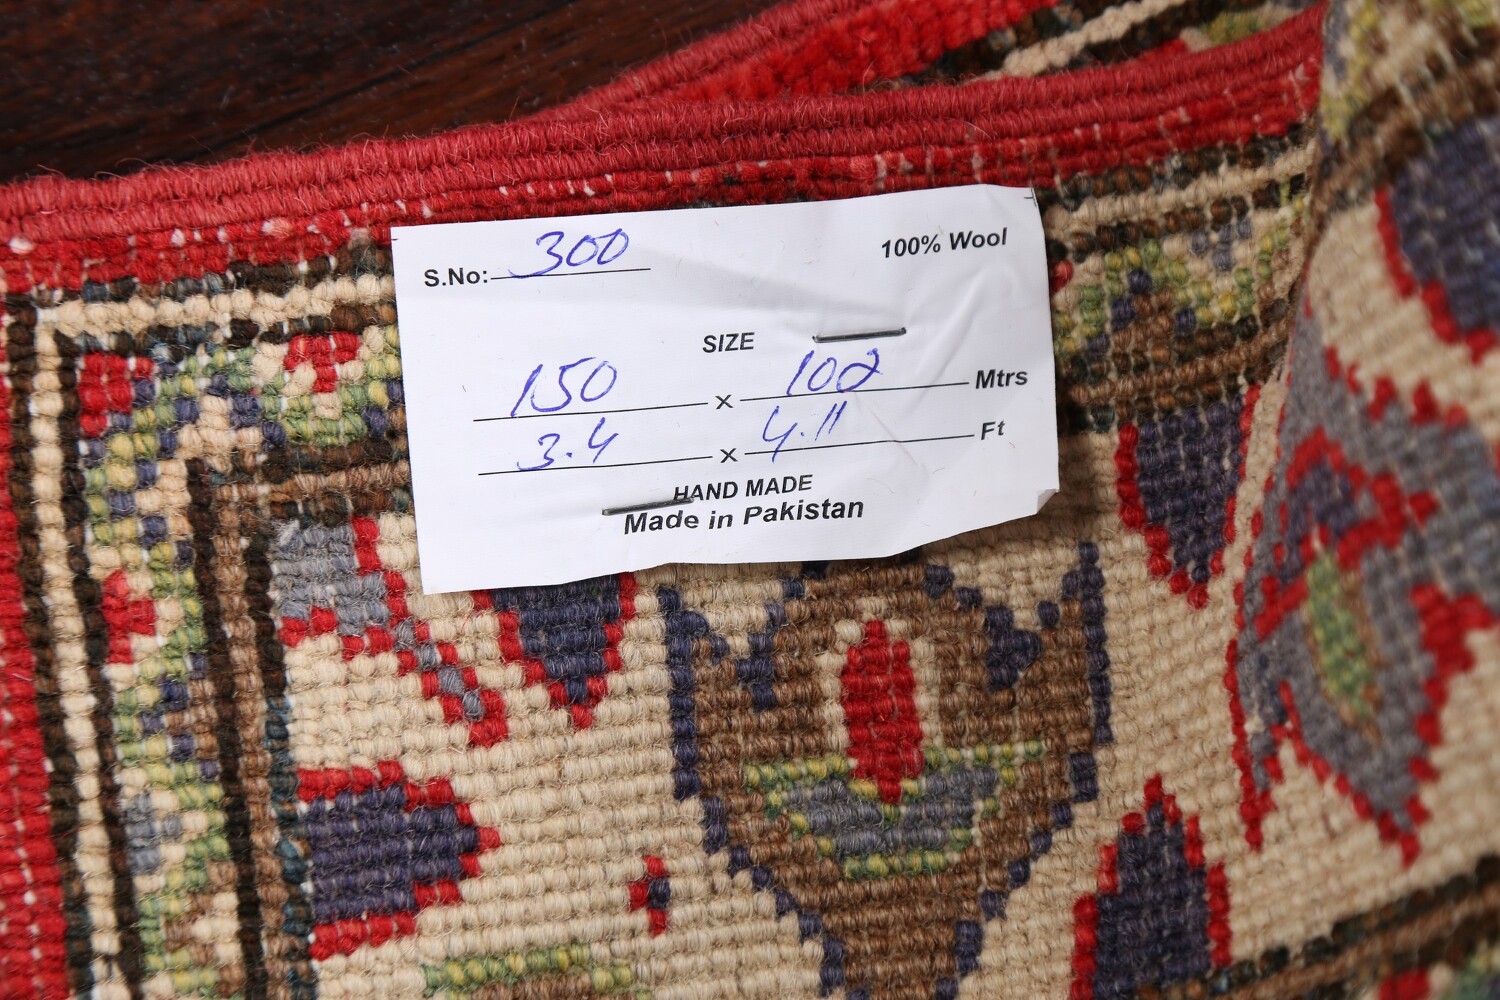 S.No: 300
100% Wool
SIZE
150 x 102 Mtrs
3.4 x 4.11 Ft
HAND MADE
Made in Pakistan